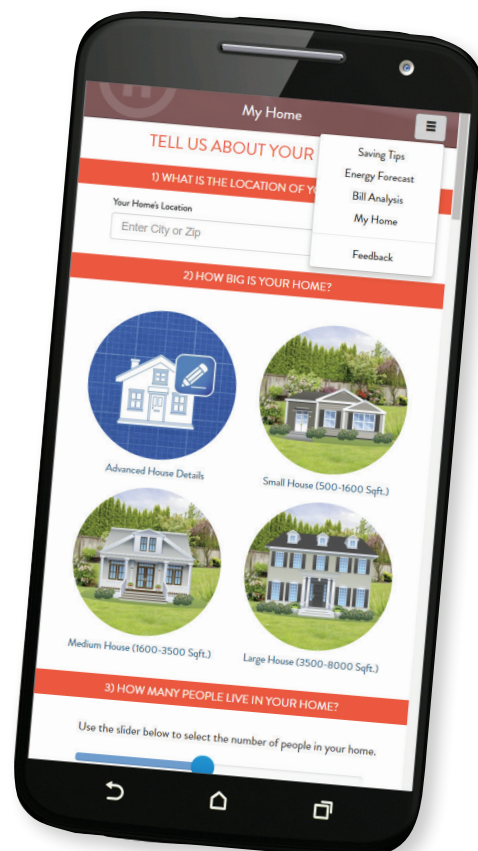 My Home
Saving Tips
Energy Forecast
Bill Analysis
My Home
Feedback
TELL US ABOUT YOUR
1) WHAT IS THE LOCATION OF
Your Home's Location
Enter City or Zip
2) HOW BIG IS YOUR HOME?
Advanced House Details
Small House (500-1600 Sqft.)
Medium House (1600-3500 Sqft.)
Large House (3500-8000 Sqft.)
3) HOW MANY PEOPLE LIVE IN YOUR HOME?
Use the slider below to select the number of people in your home.